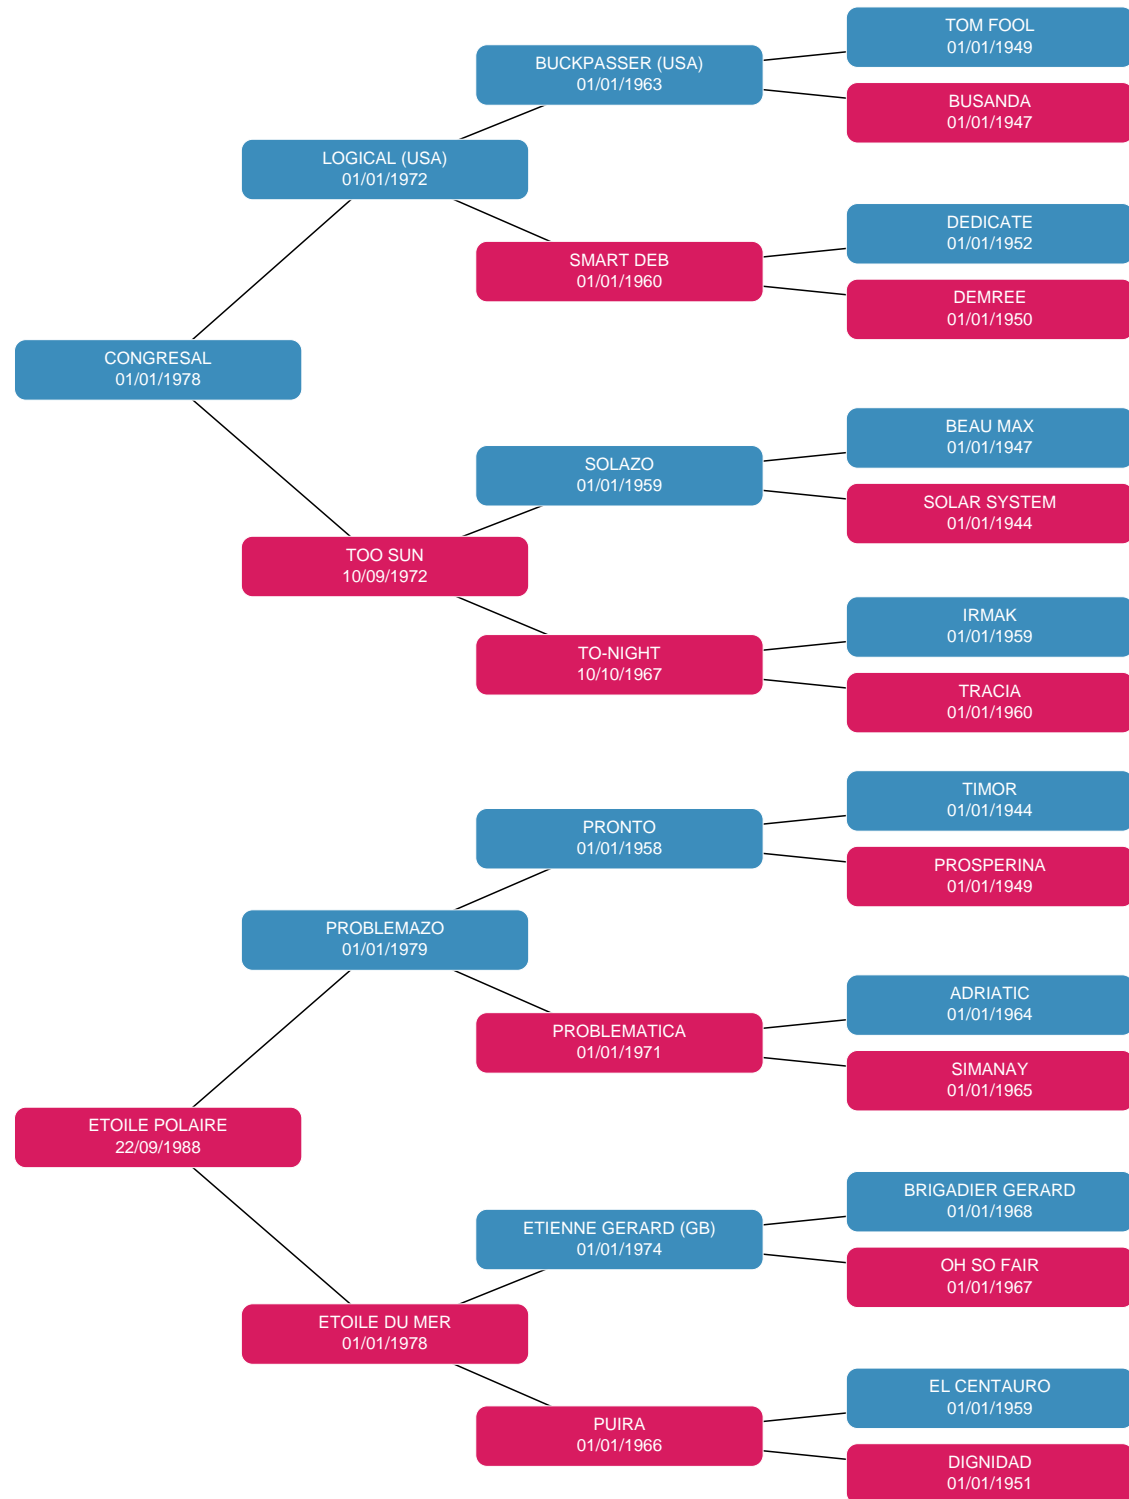 TOM FOOL
01/01/1949
BUCKPASSER (USA)
01/01/1963
BUSANDA
01/01/1947
LOGICAL (USA)
01/01/1972
DEDICATE
01/01/1952
SMART DEB
01/01/1960
DEMREE
01/01/1950
CONGRESAL
01/01/1978
BEAU MAX
01/01/1947
SOLAZO
01/01/1959
SOLAR SYSTEM
01/01/1944
TOO SUN
10/09/1972
IRMAK
01/01/1959
TO-NIGHT
10/10/1967
TRACIA
01/01/1960
TIMOR
01/01/1944
PRONTO
01/01/1958
PROSPERINA
01/01/1949
PROBLEMAZO
01/01/1979
ADRIATIC
01/01/1964
PROBLEMATICA
01/01/1971
SIMANAY
01/01/1965
ETOILE POLAIRE
22/09/1988
BRIGADIER GERARD
01/01/1968
ETIENNE GERARD (GB)
01/01/1974
OH SO FAIR
01/01/1967
ETOILE DU MER
01/01/1978
EL CENTAURO
01/01/1959
PUIRA
01/01/1966
DIGNIDAD
01/01/1951